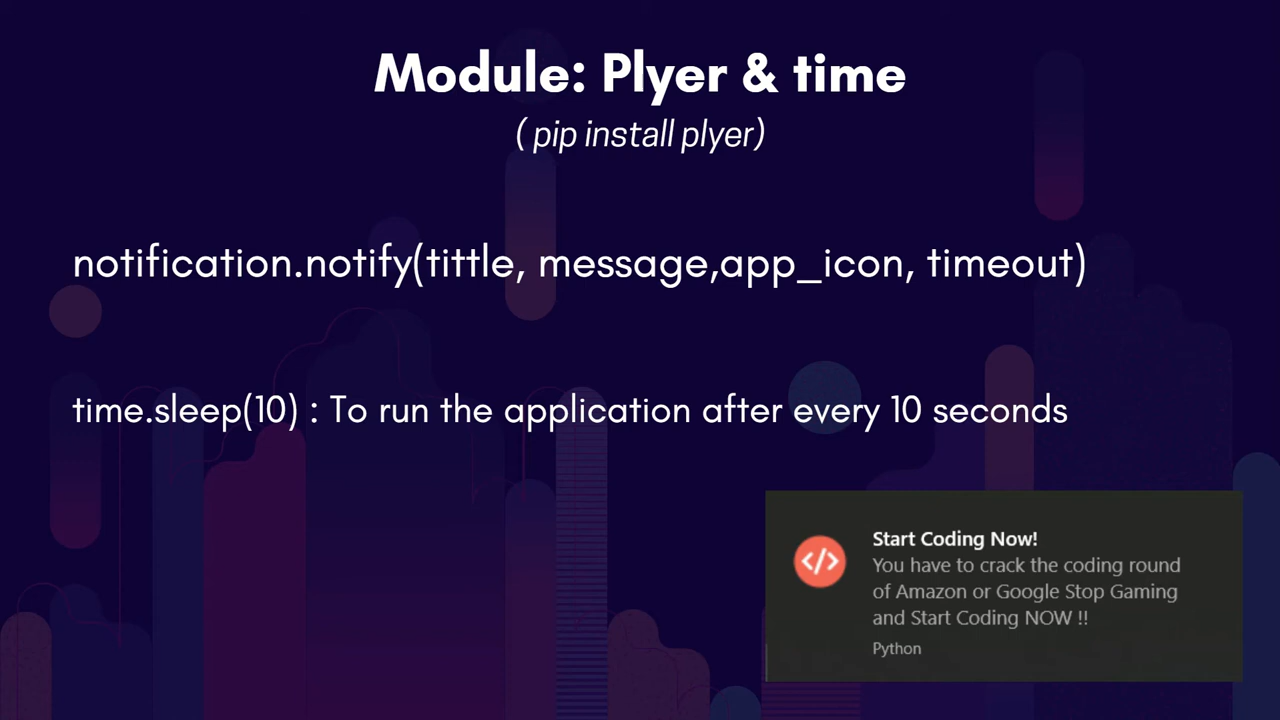 Module: Plyer & time
( pip install plyer)
notification.notify(tittle, message,app_icon, timeout)
time.sleep(10) : To run the application after every 10 seconds
</>
Start Coding Now!
You have to crack the coding round
of Amazon or Google Stop Gaming
and Start Coding NOW !!
Python